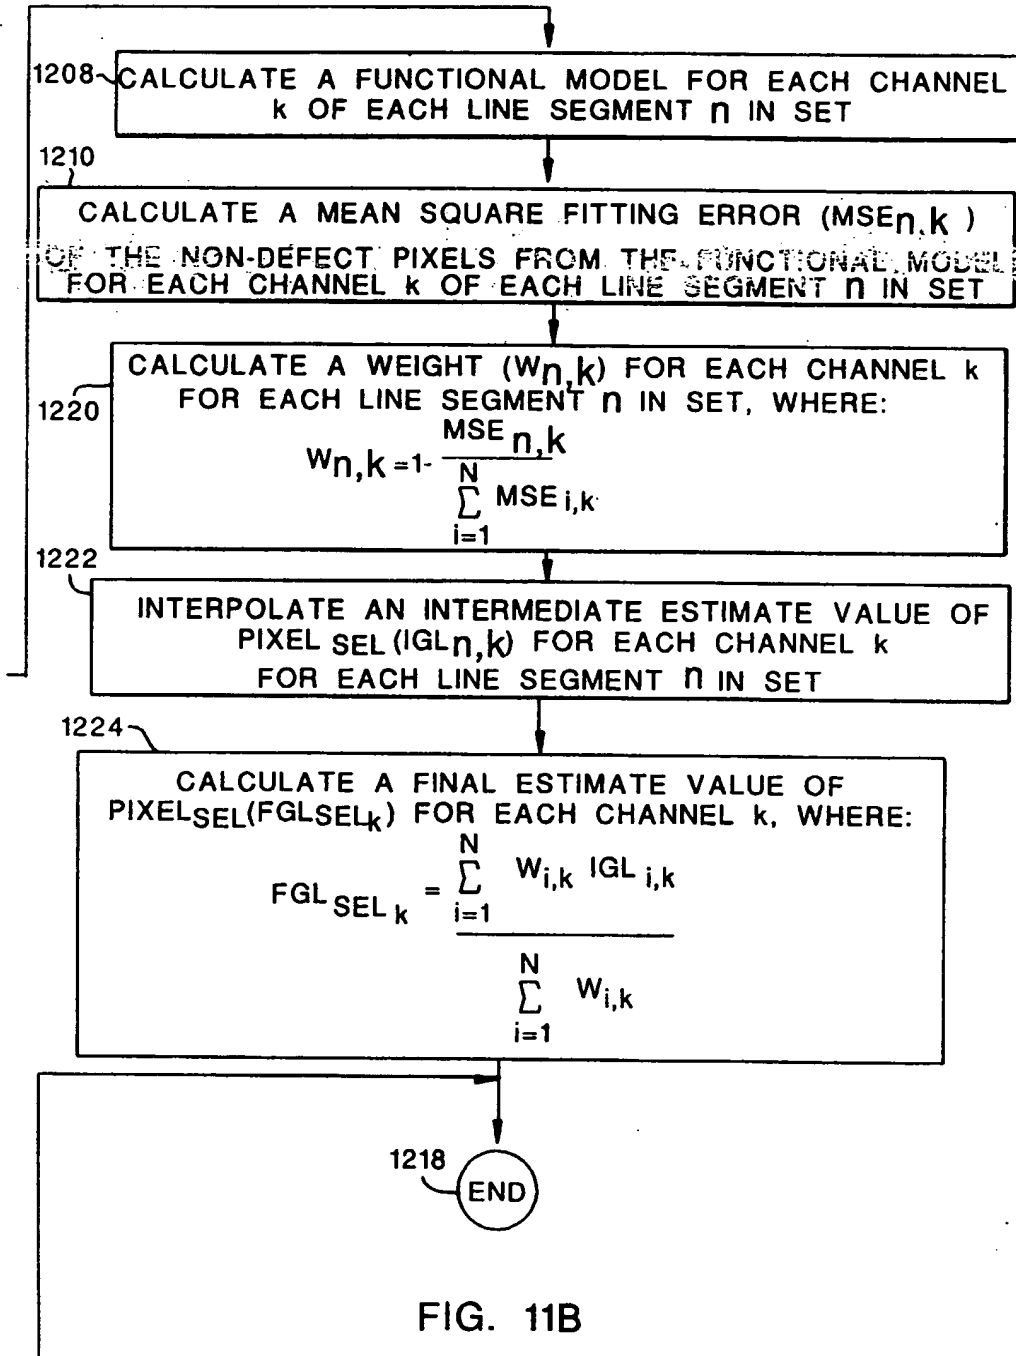 1208
CALCULATE A FUNCTIONAL MODEL FOR EACH CHANNEL
k OF EACH LINE SEGMENT n IN SET
1210
CALCULATE A MEAN SQUARE FITTING ERROR (MSEn,k )
OF THE NON-DEFECT PIXELS FROM THE FUNCTIONAL MODEL
FOR EACH CHANNEL k OF EACH LINE SEGMENT n IN SET
1220
CALCULATE A WEIGHT (Wn,k) FOR EACH CHANNEL k
FOR EACH LINE SEGMENT n IN SET, WHERE:
MSE n,k
Wn,k =1-
N
Σ MSE i,k
i=1
1222
INTERPOLATE AN INTERMEDIATE ESTIMATE VALUE OF
PIXEL SEL (IGLn,k) FOR EACH CHANNEL k
FOR EACH LINE SEGMENT n IN SET
1224
CALCULATE A FINAL ESTIMATE VALUE OF
PIXELSEL(FGLSELk) FOR EACH CHANNEL k, WHERE:
N
Σ Wi,k IGL i,k
FGL SEL k = i=1
N
Σ Wi,k
i=1
1218
END
FIG. 11B